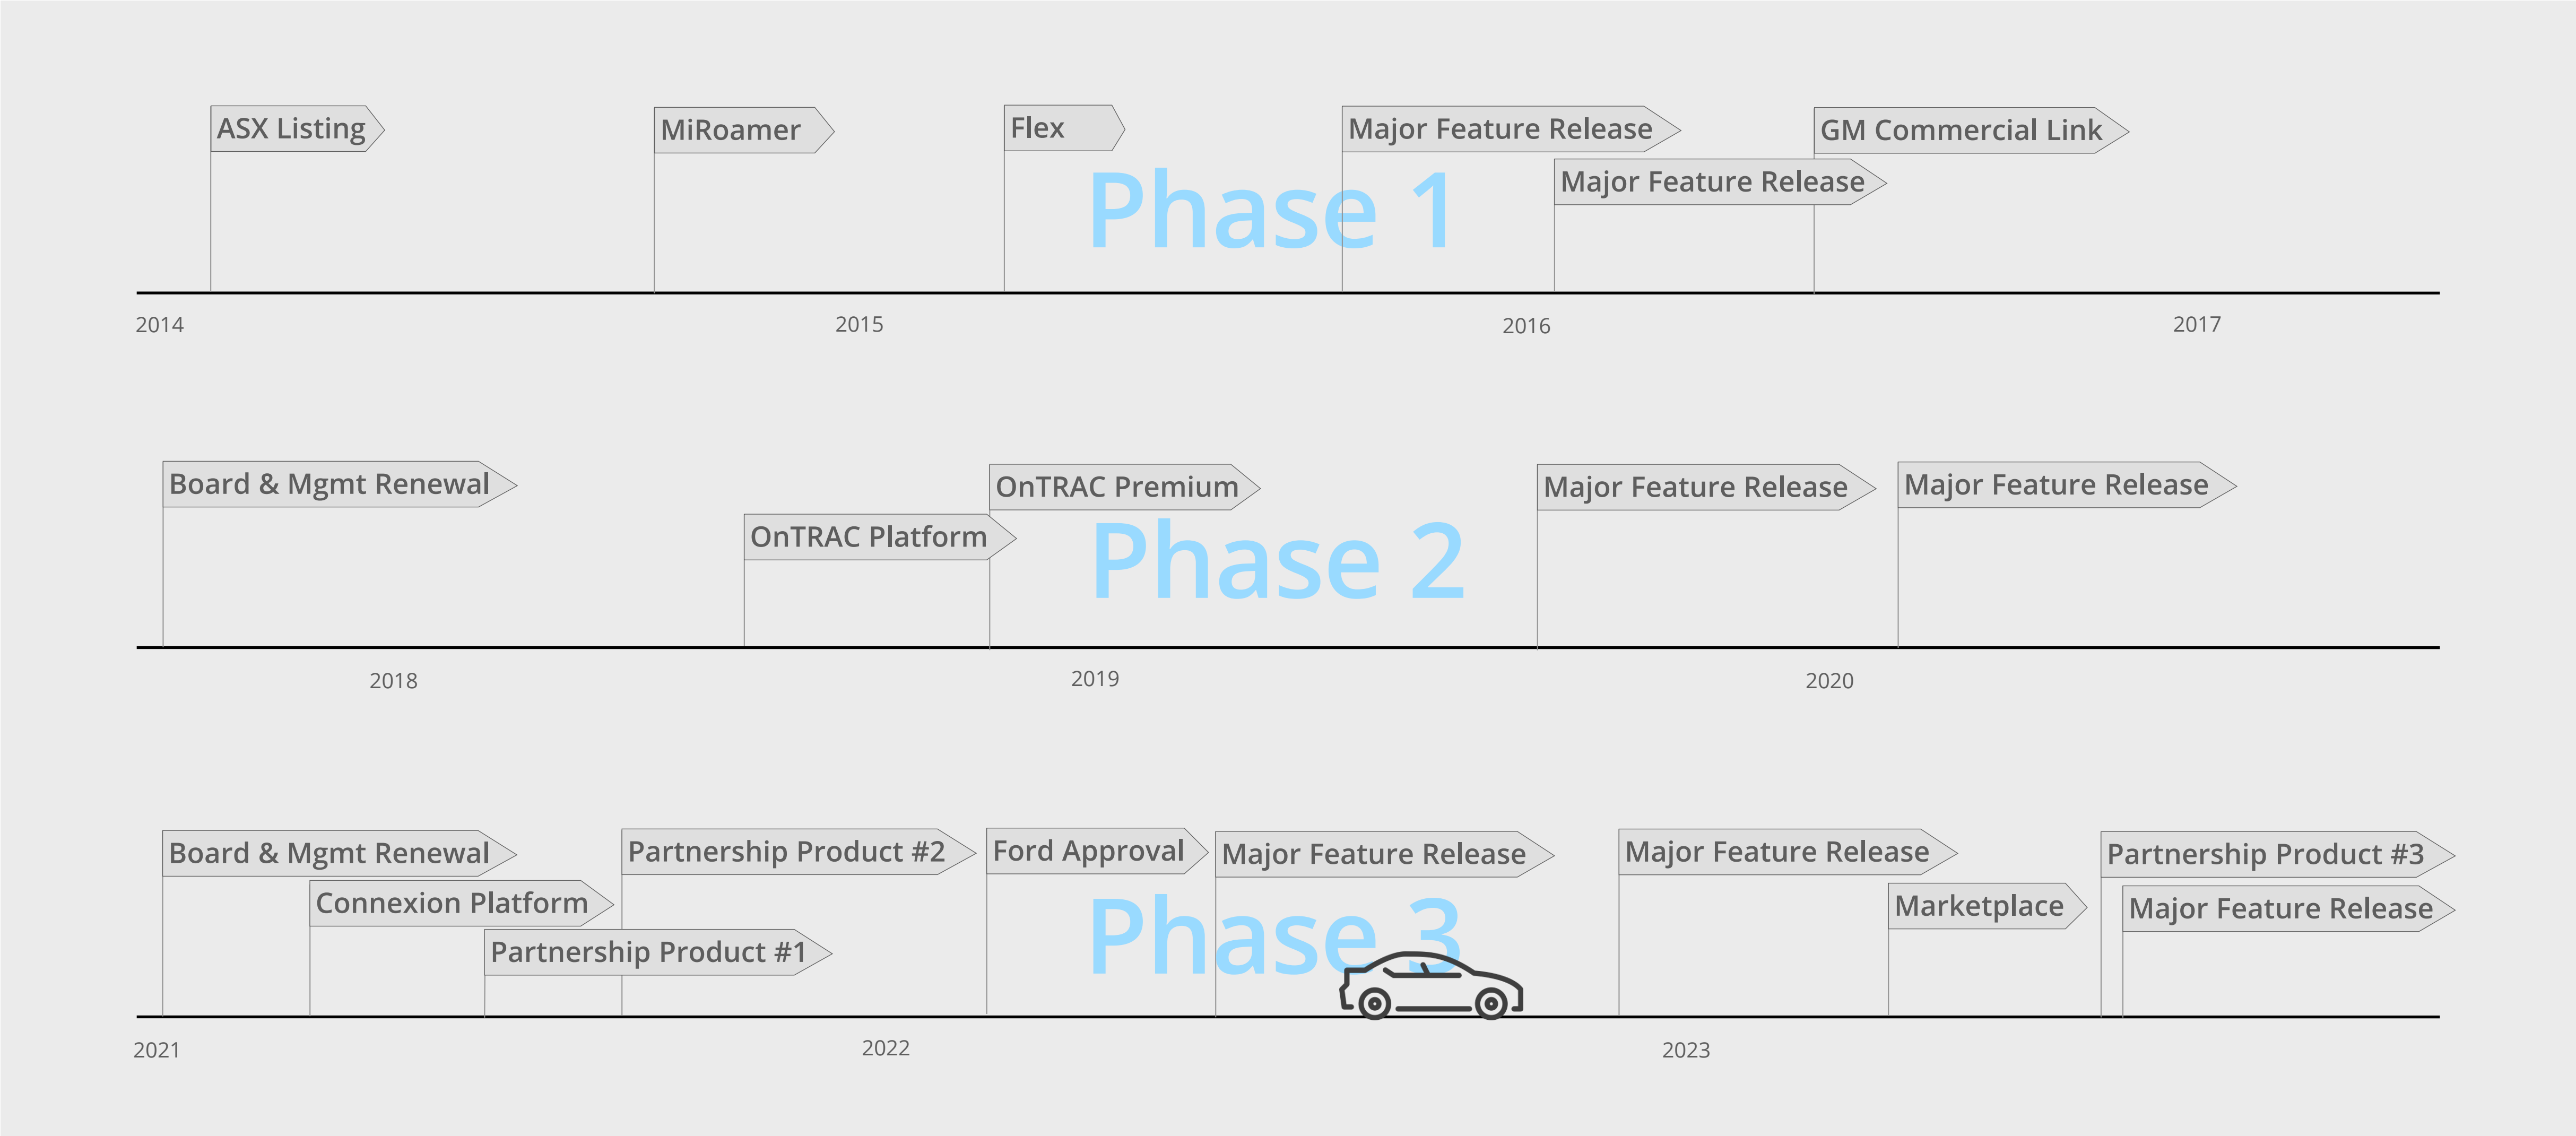 ASX Listing
MiRoamer
Flex
Major Feature Release
GM Commercial Link
Major Feature Release
Phase 1
2014
2015
2016
2017
Board & Mgmt Renewal
OnTRAC Premium
Major Feature Release
Major Feature Release
OnTRAC Platform
Phase 2
2018
2019
2020
Board & Mgmt Renewal
Partnership Product #2
Ford Approval
Major Feature Release
Major Feature Release
Partnership Product #3
Connexion Platform
Marketplace
Major Feature Release
Partnership Product #1
Phase 3
2021
2022
2023